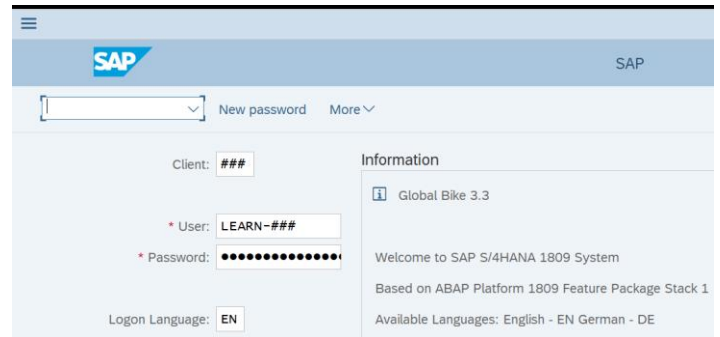 SAP
SAP
New password More
Client: ###
Information
i Global Bike 3.3
* User: LEARN-###
* Password: ●●●●●●●●●●●●●●●
Welcome to SAP S/4HANA 1809 System
Based on ABAP Platform 1809 Feature Package Stack 1
Logon Language: EN
Available Languages: English - EN German - DE